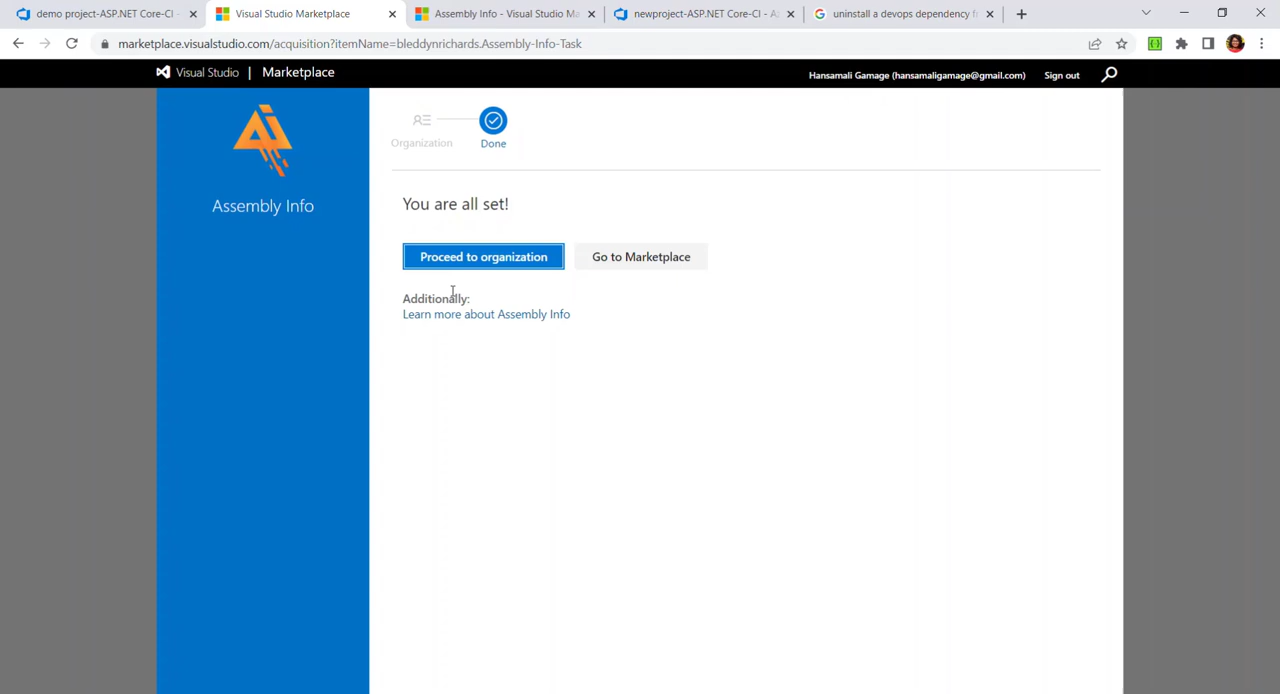 demo project-ASP.NET Core-CI -
Visual Studio Marketplace
Assembly Info - Visual Studio Ma
newproject-ASP.NET Core-CI - A
uninstall a devops dependency f
marketplace.visualstudio.com/acquisition?itemName=bleddynrichards.Assembly-Info-Task
Visual Studio | Marketplace
Hansamali Gamage (hansamaligamage@gmail.com)
Sign out
Assembly Info
Organization
Done
You are all set!
Proceed to organization
Go to Marketplace
Additionally:
Learn more about Assembly Info